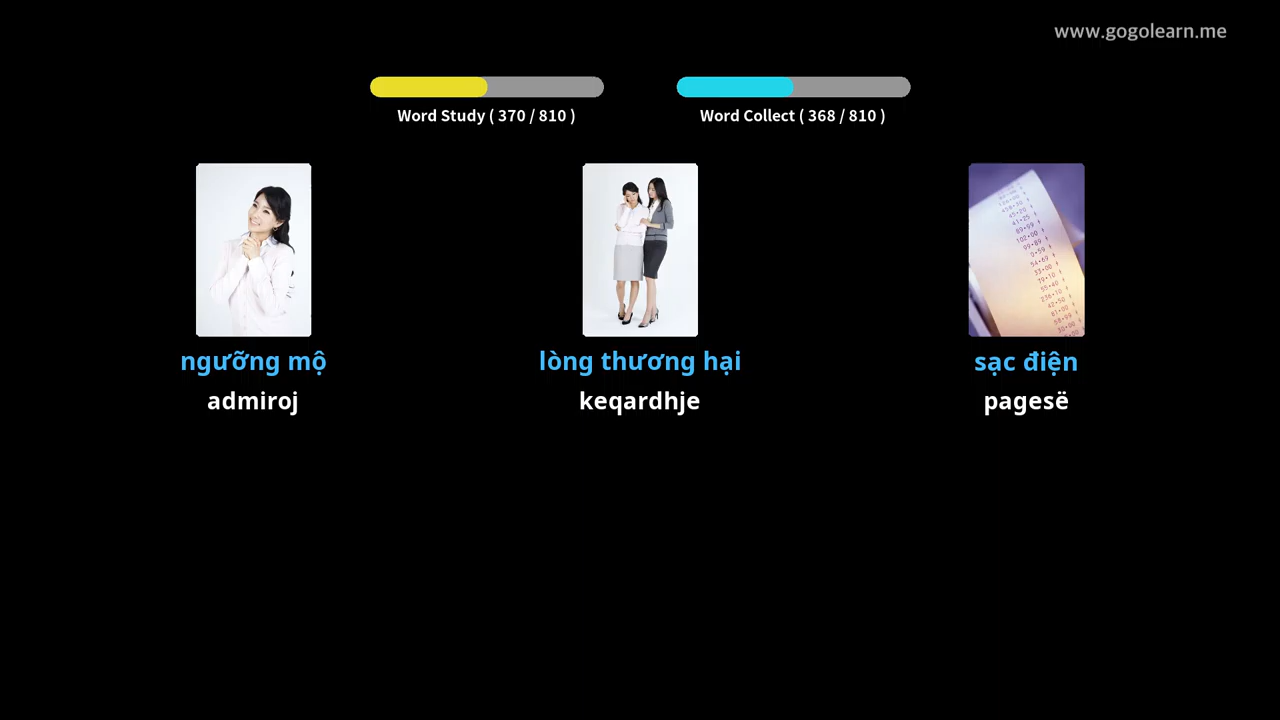 www.gogolearn.me
Word Study ( 370 / 810 )
Word Collect ( 368 / 810 )
ngưỡng mộ
lòng thương hại
sạc điện
admiroj
keqardhje
pagesë